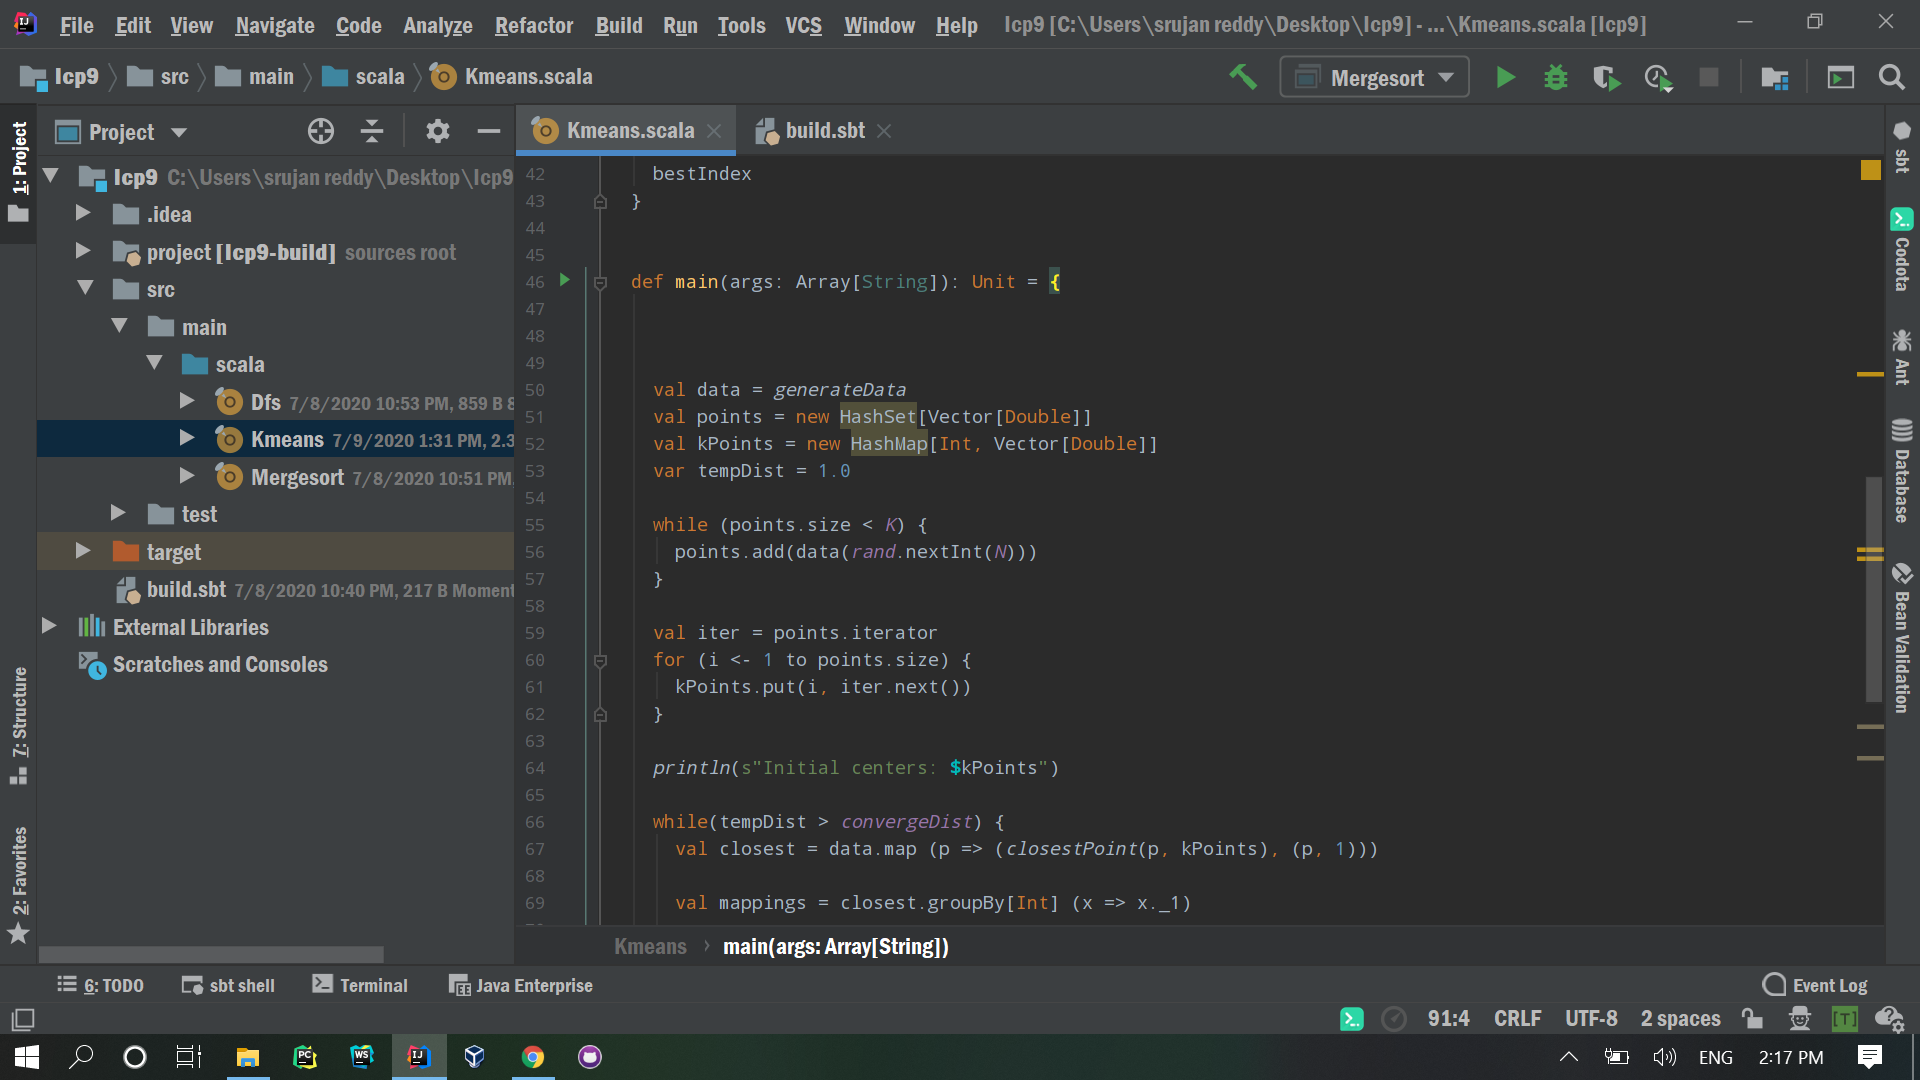 File Edit View Navigate Code Analyze Refactor Build Run Tools VCS Window Help Icp9 [C:\Users\srujan reddy\Desktop\Icp9] - ...\Kmeans.scala [Icp9]
Icp9 src main scala Kmeans.scala Mergesort
1: Project
Project
Icp9 C:\Users\srujan reddy\Desktop\Icp9
.idea
project [Icp9-build] sources root
src
main
scala
Dfs 7/8/2020 10:53 PM, 859 B 8
Kmeans 7/9/2020 1:31 PM, 2.3
Mergesort 7/8/2020 10:51 PM,
test
target
build.sbt 7/8/2020 10:40 PM, 217 B Moment
External Libraries
Scratches and Consoles
7: Structure
2: Favorites
Kmeans.scala build.sbt
42 bestIndex
43 }
44
45
46 def main(args: Array[String]): Unit = {
47
48
49
50 val data = generateData
51 val points = new HashSet[Vector[Double]]
52 val kPoints = new HashMap[Int, Vector[Double]]
53 var tempDist = 1.0
54
55 while (points.size < K) {
56 points.add(data(rand.nextInt(N)))
57 }
58
59 val iter = points.iterator
60 for (i <- 1 to points.size) {
61 kPoints.put(i, iter.next())
62 }
63
64 println(s"Initial centers: $kPoints")
65
66 while(tempDist > convergeDist) {
67 val closest = data.map (p => (closestPoint(p, kPoints), (p, 1)))
68
69 val mappings = closest.groupBy[Int] (x => x._1)
Kmeans › main(args: Array[String])
sbt
Codota
Ant
Database
Bean Validation
6: TODO sbt shell Terminal Java Enterprise Event Log
91:4 CRLF UTF-8 2 spaces [T]
ENG 2:17 PM